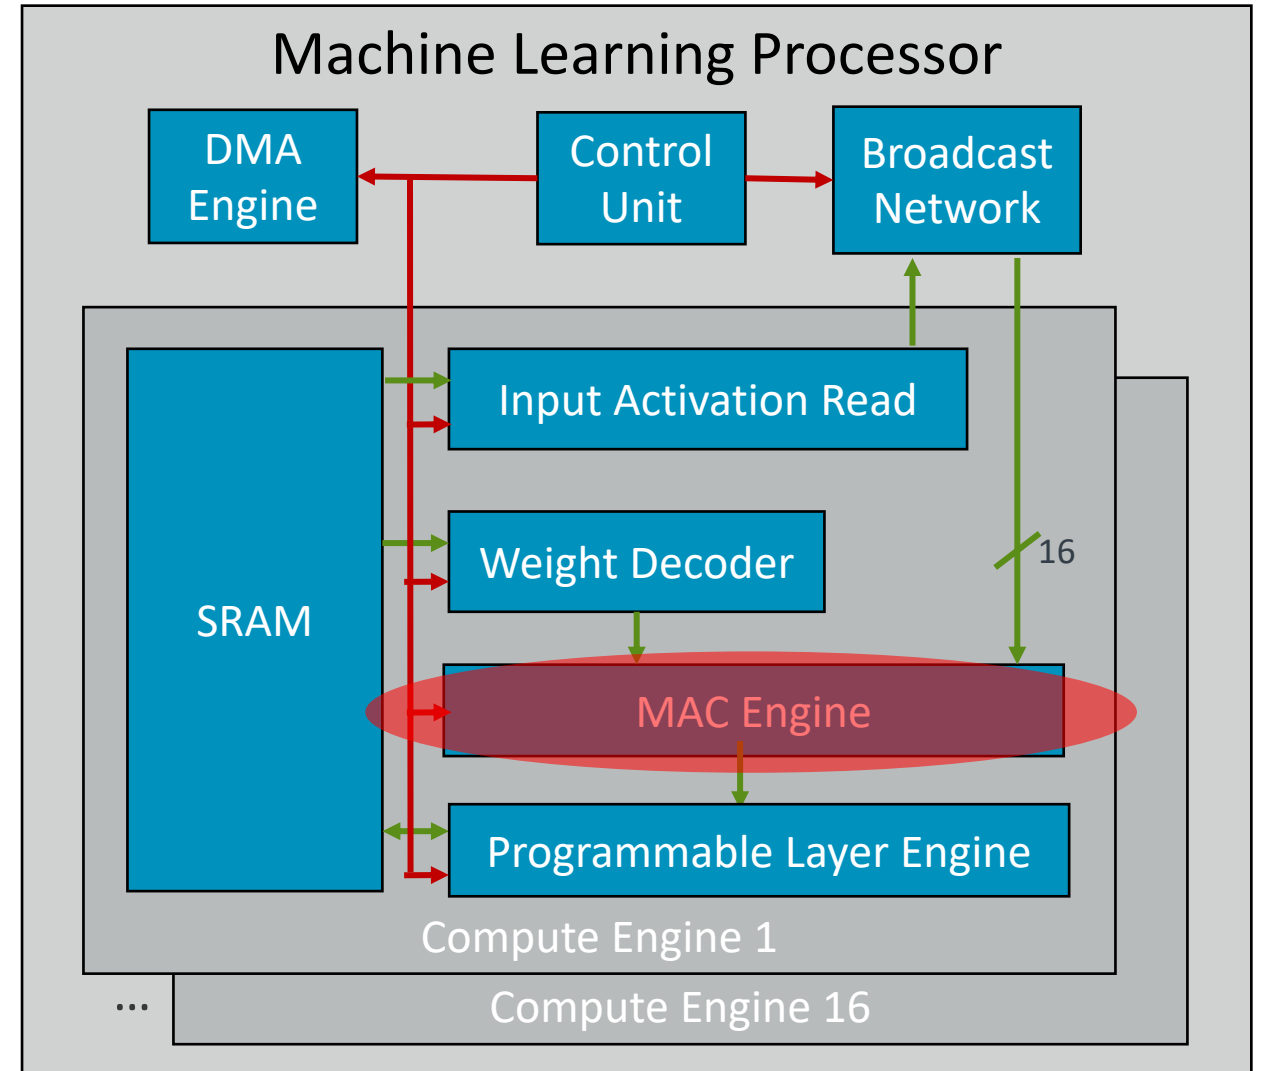 Machine Learning Processor
DMA
Engine
Control
Unit
Broadcast
Network
Input Activation Read
Weight Decoder
16
SRAM
MAC Engine
Programmable Layer Engine
Compute Engine 1
...
Compute Engine 16